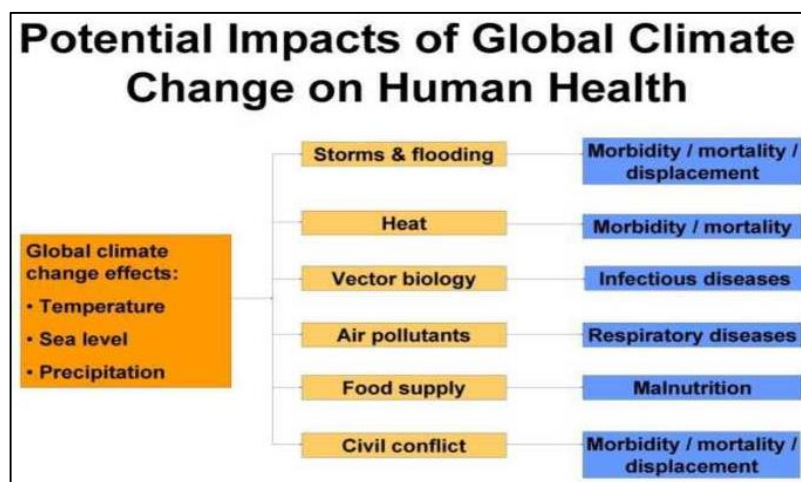 Potential Impacts of Global Climate
Change on Human Health
Global climate
change effects:
• Temperature
• Sea level
• Precipitation
Storms & flooding
Morbidity / mortality /
displacement
Heat
Morbidity / mortality
Vector biology
Infectious diseases
Air pollutants
Respiratory diseases
Food supply
Malnutrition
Civil conflict
Morbidity / mortality /
displacement